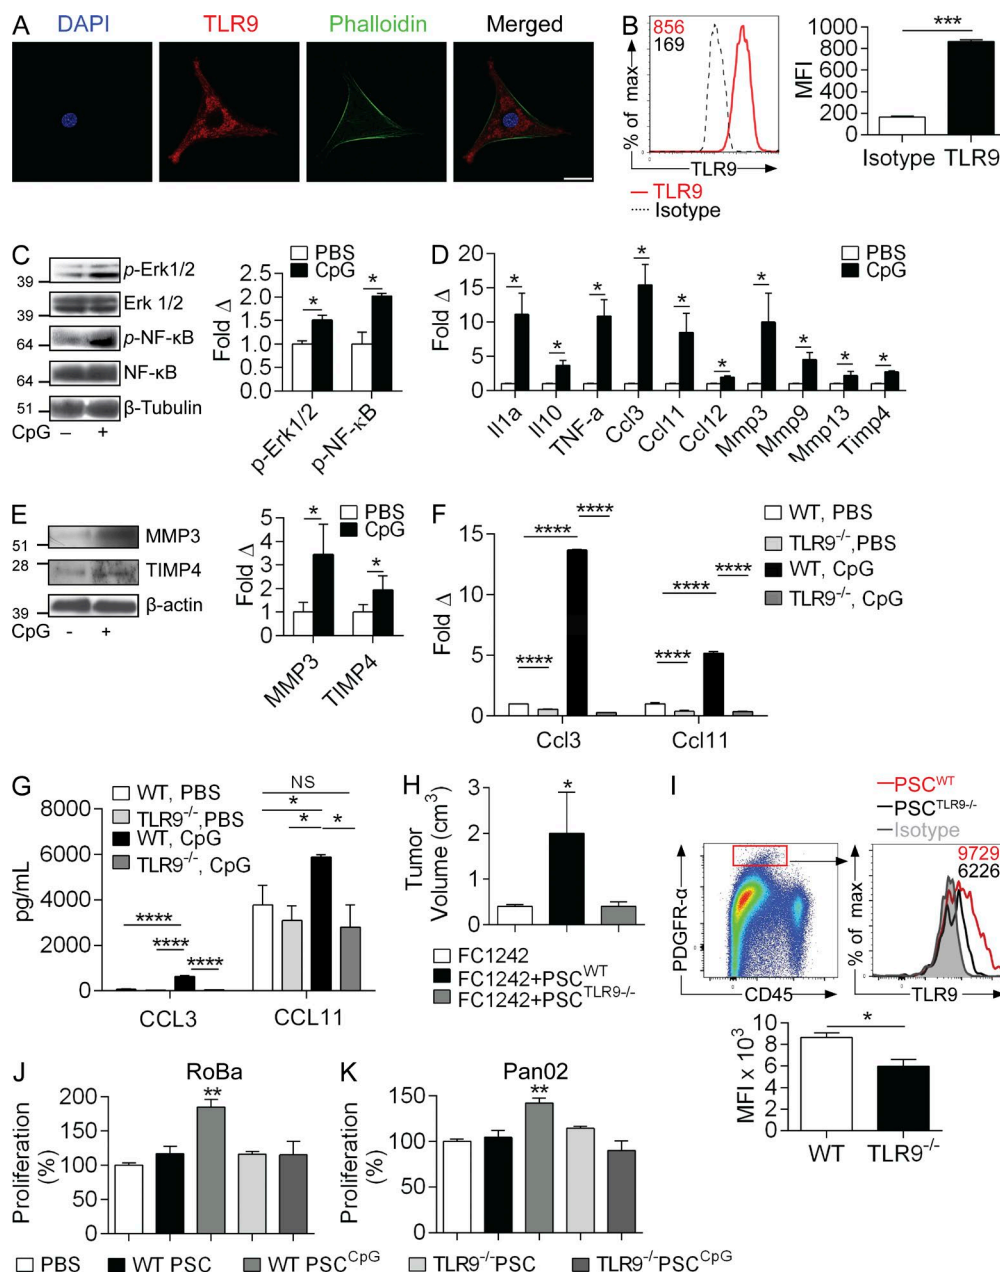 A
DAPI TLR9 Phalloidin Merged
B
856
169
% of max
TLR9
TLR9
Isotype
***
MFI
1000
800
600
400
200
0
Isotype TLR9
C
39
p-Erk1/2
39
Erk 1/2
64
p-NF-κB
64
NF-κB
51
β-Tubulin
CpG – +
PBS
CpG
Fold Δ
2.5
2.0
1.5
1.0
0.5
0.0
* *
p-Erk1/2 p-NF-κB
D
PBS
CpG
Fold Δ
20
15
10
5
0
* * * * * * * * * *
Il1a Il10 TNF-a Ccl3 Ccl11 Ccl12 Mmp3 Mmp9 Mmp13 Timp4
E
51
MMP3
28
TIMP4
39
β-actin
CpG - +
PBS
CpG
Fold Δ
5
4
3
2
1
0
* *
MMP3 TIMP4
F
WT, PBS
TLR9-/-,PBS
WT, CpG
TLR9-/-, CpG
Fold Δ
15
10
5
0
**** **** ****
**** **** ****
Ccl3 Ccl11
G
WT, PBS
TLR9-/-,PBS
WT, CpG
TLR9-/-, CpG
pg/mL
8000
6000
4000
2000
0
**** **** ****
NS
*
* *
CCL3 CCL11
H
Tumor
Volume (cm3)
4
3
2
1
0
*
FC1242
FC1242+PSCWT
FC1242+PSCTLR9-/-
I
PSCWT
PSCTLR9-/-
Isotype
PDGFR-α
CD45
9729
6226
% of max
TLR9
*
MFI x 103
10
8
6
4
2
0
WT TLR9-/-
J
RoBa
Proliferation
(%)
200
150
100
50
0
**
K
Pan02
Proliferation
(%)
150
100
50
0
**
PBS WT PSC WT PSCCpG TLR9-/-PSC TLR9-/-PSCCpG